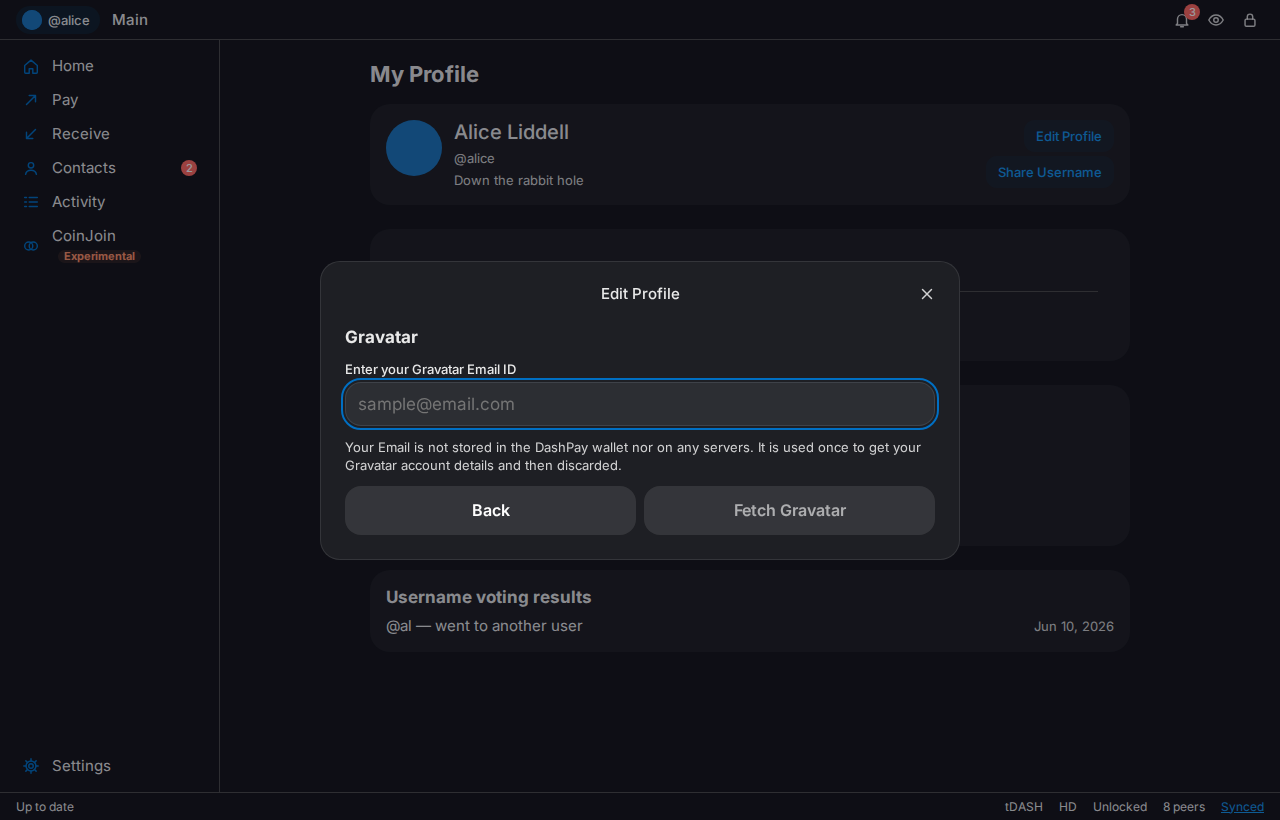 @alice Main 3
Home
Pay
Receive
Contacts 2
Activity
CoinJoin
Experimental
Settings
My Profile
Alice Liddell
@alice
Down the rabbit hole
Edit Profile
Share Username
Edit Profile
Gravatar
Enter your Gravatar Email ID
sample@email.com
Your Email is not stored in the DashPay wallet nor on any servers. It is used once to get your
Gravatar account details and then discarded.
Back Fetch Gravatar
Username voting results
@al — went to another user Jun 10, 2026
Up to date tDASH HD Unlocked 8 peers Synced